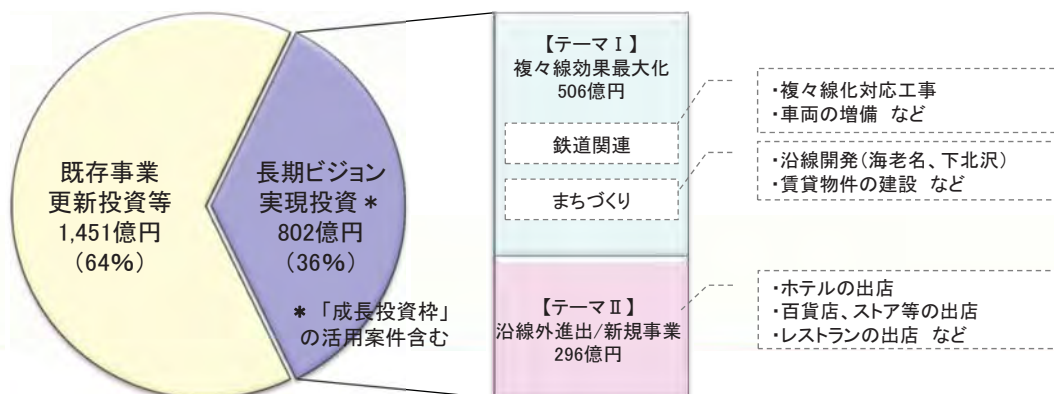 既存事業
更新投資等
1,451億円
(64%)
長期ビジョン
実現投資*
802億円
(36%)
* 「成長投資枠」
の活用案件含む
【テーマⅠ】
複々線効果最大化
506億円
鉄道関連
まちづくり
【テーマⅡ】
沿線外進出/新規事業
296億円
・複々線化対応工事
・車両の増備 など
・沿線開発(海老名、下北沢)
・賃貸物件の建設 など
・ホテルの出店
・百貨店、ストア等の出店
・レストランの出店 など